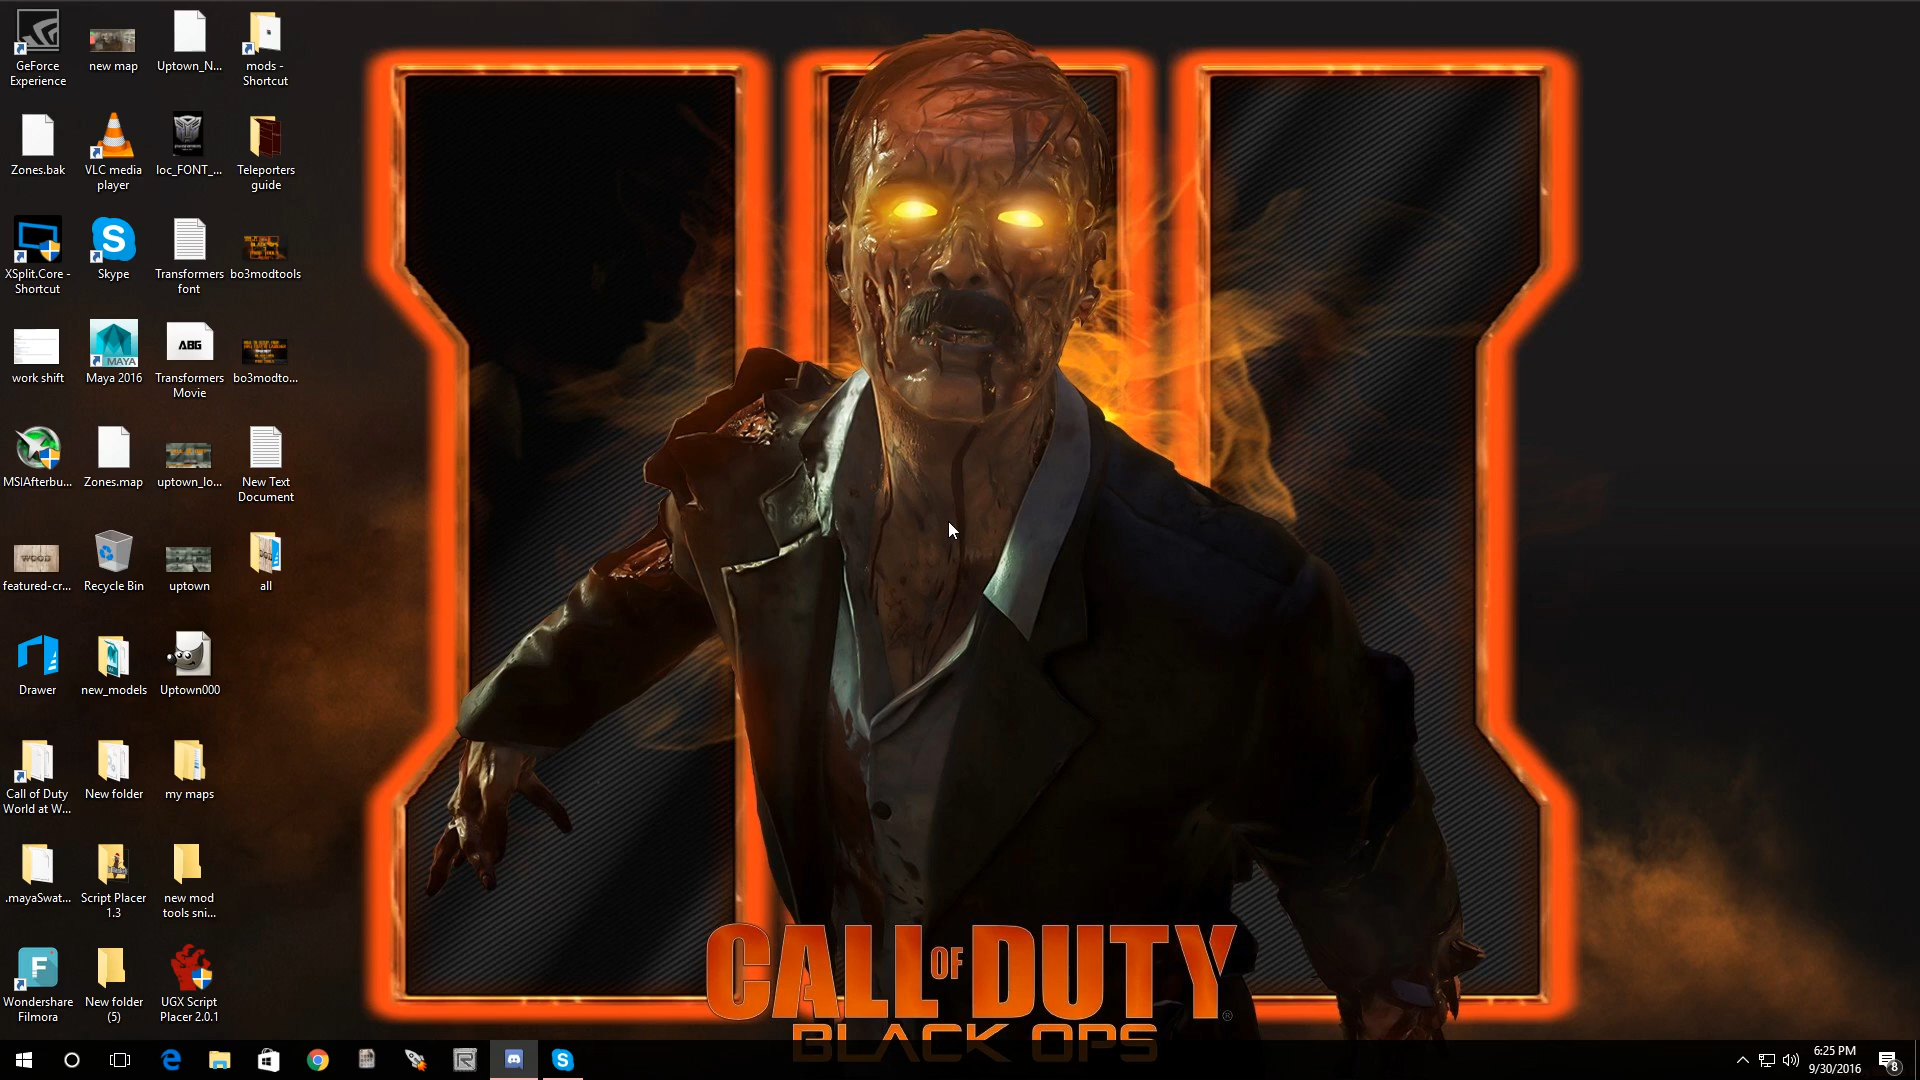 GeForce
Experience
new map
Uptown_N...
mods -
Shortcut
Zones.bak
VLC media
player
loc_FONT_...
Teleporters
guide
XSplit.Core -
Shortcut
Skype
Transformers
font
bo3modtools
work shift
MAYA
Maya 2016
ABG
Transformers
Movie
bo3modto...
MSIAfterbu...
Zones.map
uptown_lo...
New Text
Document
WOOD
featured-cr...
Recycle Bin
uptown
all
Drawer
new_models
Uptown000
Call of Duty
World at W...
New folder
my maps
.mayaSwat...
Script Placer
1.3
new mod
tools sni...
Wondershare
Filmora
New folder
(5)
UGX Script
Placer 2.0.1
CALL OF DUTY®
BLACK OPS
6:25 PM
9/30/2016
8